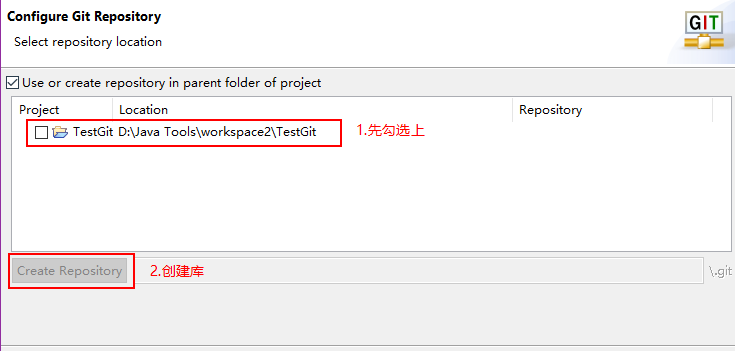 Configure Git Repository
Select repository location
GIT
Use or create repository in parent folder of project
Project Location Repository
TestGit D:\Java Tools\workspace2\TestGit 1.先勾选上
Create Repository 2.创建库 \.git